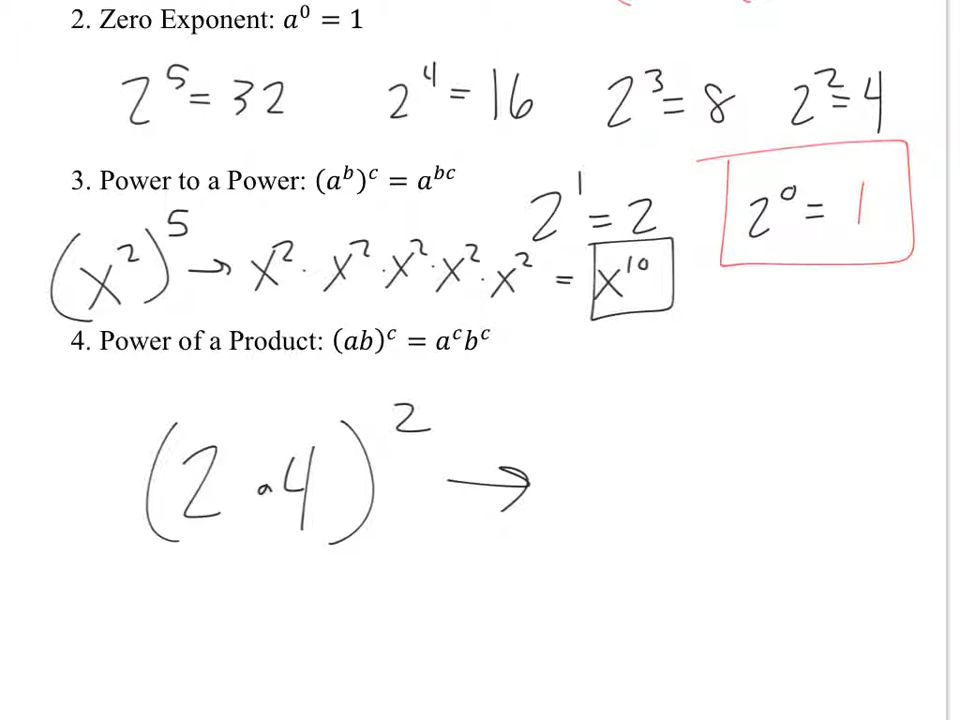 2. Zero Exponent: a⁰ = 1
2⁵ = 32 2⁴ = 16 2³ = 8 2² = 4
3. Power to a Power: (aᵇ)ᶜ = aᵇᶜ
2¹ = 2 2⁰ = 1
(x²)⁵ → x² · x² · x² · x² · x² = x¹⁰
4. Power of a Product: (ab)ᶜ = aᶜbᶜ
(2 · 4)² →